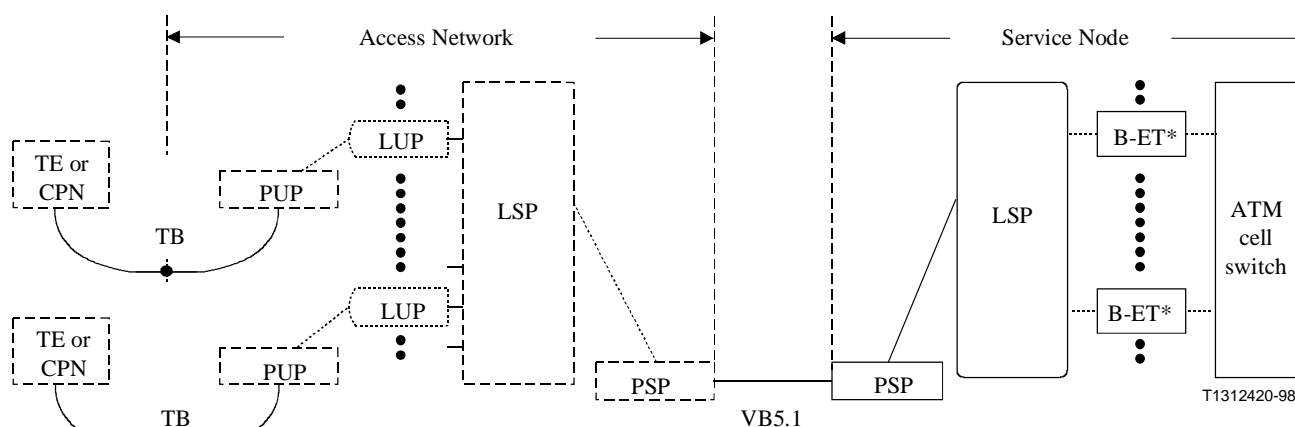 Access Network
Service Node
LUP
B-ET*
TE or
CPN
PUP
TB
LSP
LSP
ATM
cell
switch
LUP
B-ET*
TE or
CPN
PUP
PSP
PSP
T1312420-98
TB
VB5.1